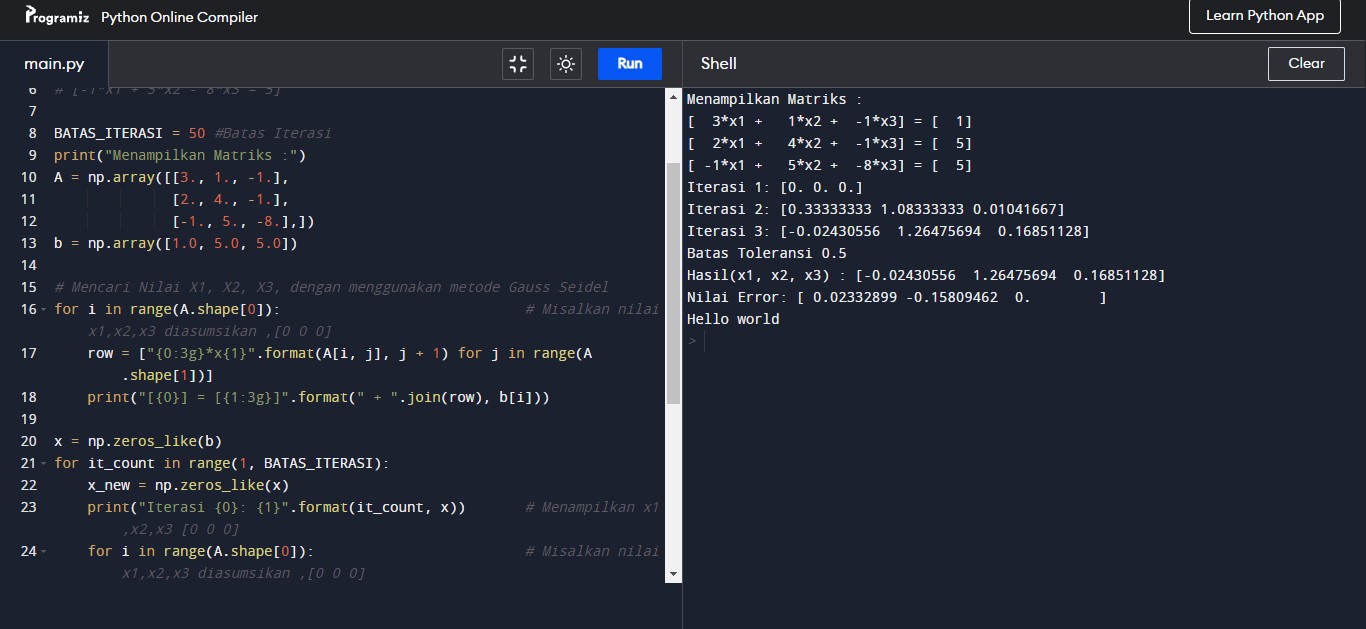 Programiz Python Online Compiler
Learn Python App
main.py
Run
Shell
Clear
6 # [-1*x1 + 5*x2 - 8*x3 = 5]
7
8 BATAS_ITERASI = 50 #Batas Iterasi
9 print("Menampilkan Matriks :")
10 A = np.array([[3., 1., -1.],
11 [2., 4., -1.],
12 [-1., 5., -8.],])
13 b = np.array([1.0, 5.0, 5.0])
14
15 # Mencari Nilai X1, X2, X3, dengan menggunakan metode Gauss Seidel
16 for i in range(A.shape[0]): # Misalkan nilai
x1,x2,x3 diasumsikan ,[0 0 0]
17 row = ["{0:3g}*x{1}".format(A[i, j], j + 1) for j in range(A
.shape[1])]
18 print("[{0}] = [{1:3g}]".format(" + ".join(row), b[i]))
19
20 x = np.zeros_like(b)
21 for it_count in range(1, BATAS_ITERASI):
22 x_new = np.zeros_like(x)
23 print("Iterasi {0}: {1}".format(it_count, x)) # Menampilkan x1
,x2,x3 [0 0 0]
24 for i in range(A.shape[0]): # Misalkan nilai
x1,x2,x3 diasumsikan ,[0 0 0]
Menampilkan Matriks :
[  3*x1 +   1*x2 +  -1*x3] = [  1]
[  2*x1 +   4*x2 +  -1*x3] = [  5]
[ -1*x1 +   5*x2 +  -8*x3] = [  5]
Iterasi 1: [0. 0. 0.]
Iterasi 2: [0.33333333 1.08333333 0.01041667]
Iterasi 3: [-0.02430556  1.26475694  0.16851128]
Batas Toleransi 0.5
Hasil(x1, x2, x3) : [-0.02430556  1.26475694  0.16851128]
Nilai Error: [ 0.02332899 -0.15809462  0.        ]
Hello world
>